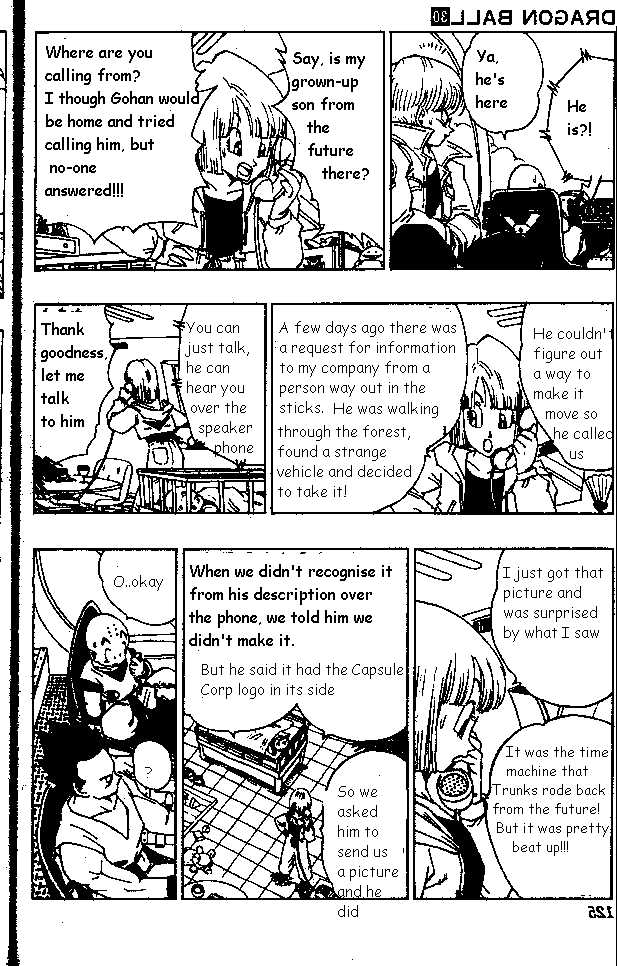 DRAGON BALL 30
Where are you
calling from?
I though Gohan would
be home and tried
calling him, but
no-one
answered!!!
Say, is my
grown-up
son from
the
future
there?
Ya,
he's
here
He
is?!
Thank
goodness,
let me
talk
to him
You can
just talk,
he can
hear you
over the
speaker
phone
A few days ago there was
a request for information
to my company from a
person way out in the
sticks. He was walking
through the forest,
found a strange
vehicle and decided
to take it!
He couldn't
figure out
a way to
make it
move so
he called
us
O..okay
?
When we didn't recognise it
from his description over
the phone, we told him we
didn't make it.
But he said it had the Capsule
Corp logo in its side
So we
asked
him to
send us
a picture
and he
did
I just got that
picture and
was surprised
by what I saw
It was the time
machine that
Trunks rode back
from the future!
But it was pretty
beat up!!!
125